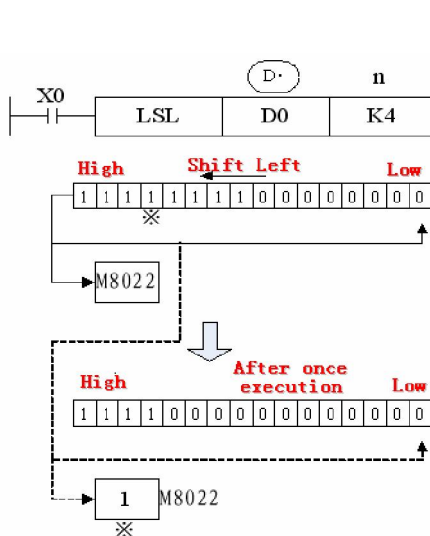 D· n
X0
LSL D0 K4
High Shift Left Low
1 1 1 1 1 1 1 1 0 0 0 0 0 0 0 0
※
M8022
After once
High execution Low
1 1 1 1 0 0 0 0 0 0 0 0 0 0 0 0
1 M8022
※